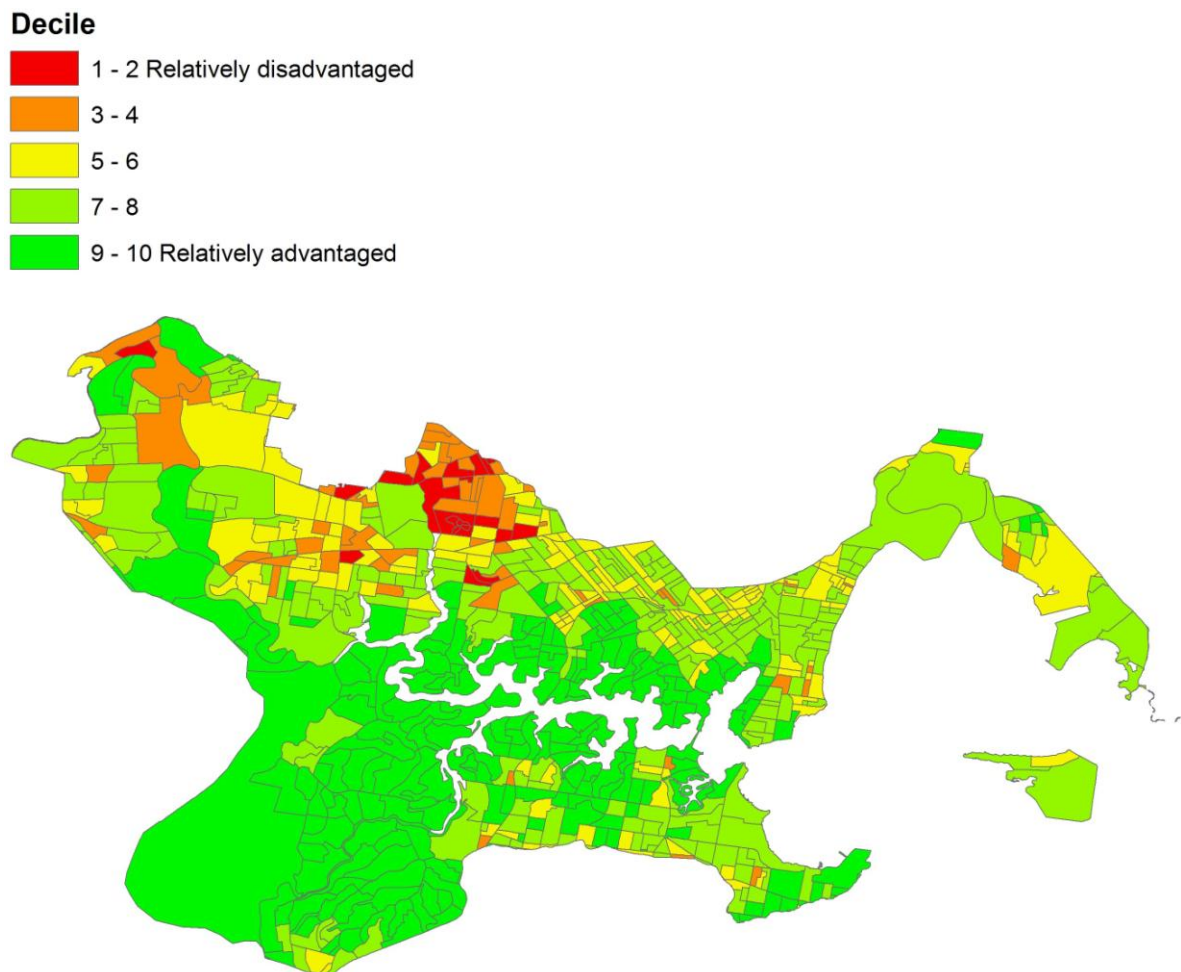 Decile
1 - 2 Relatively disadvantaged
3 - 4
5 - 6
7 - 8
9 - 10 Relatively advantaged